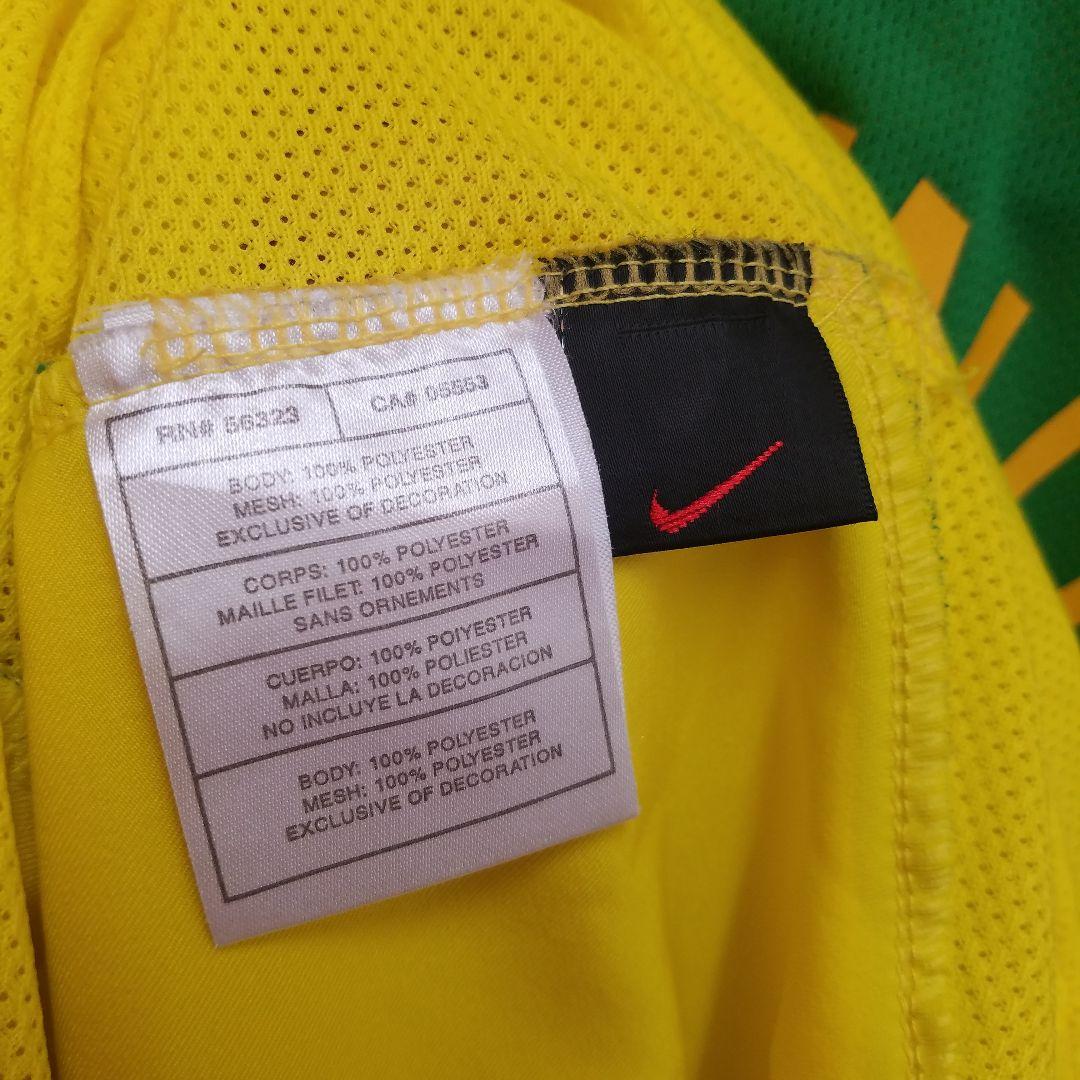 RN# 56323 CA# 05553
BODY: 100% POLYESTER
MESH: 100% POLYESTER
EXCLUSIVE OF DECORATION
CORPS: 100% POLYESTER
MAILLE FILET: 100% POLYESTER
SANS ORNEMENTS
CUERPO: 100% POIYESTER
MALLA: 100% POLIESTER
NO INCLUYE LA DECORACION
BODY: 100% POLYESTER
MESH: 100% POLYESTER
EXCLUSIVE OF DECORATION